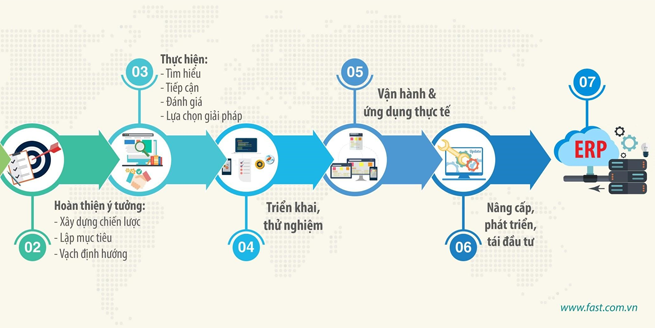 02
Hoàn thiện ý tưởng:
- Xây dựng chiến lược
- Lập mục tiêu
- Vạch định hướng
03
Thực hiện:
- Tìm hiểu
- Tiếp cận
- Đánh giá
- Lựa chọn giải pháp
04
Triển khai,
thử nghiệm
05
Vận hành &
ứng dụng thực tế
06
Nâng cấp,
phát triển,
tái đầu tư
07
ERP
www.fast.com.vn